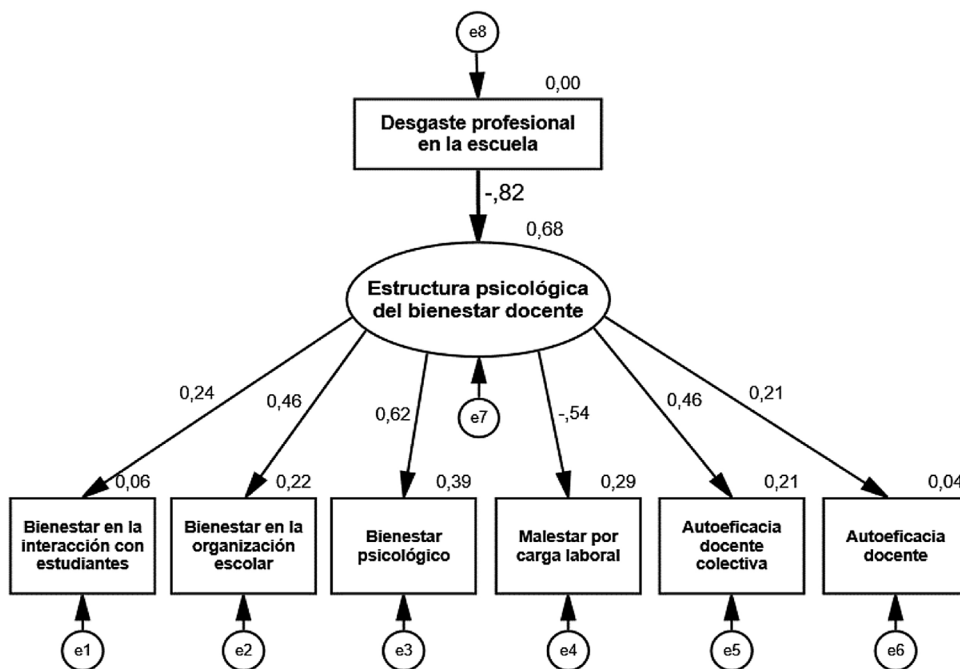 e8
0,00
Desgaste profesional
en la escuela
-,82
0,68
Estructura psicológica
del bienestar docente
0,24
0,46
0,62
e7
-,54
0,46
0,21
0,06
0,22
0,39
0,29
0,21
0,04
Bienestar en la
interacción con
estudiantes
Bienestar en la
organización
escolar
Bienestar
psicológico
Malestar por
carga laboral
Autoeficacia
docente
colectiva
Autoeficacia
docente
e1
e2
e3
e4
e5
e6